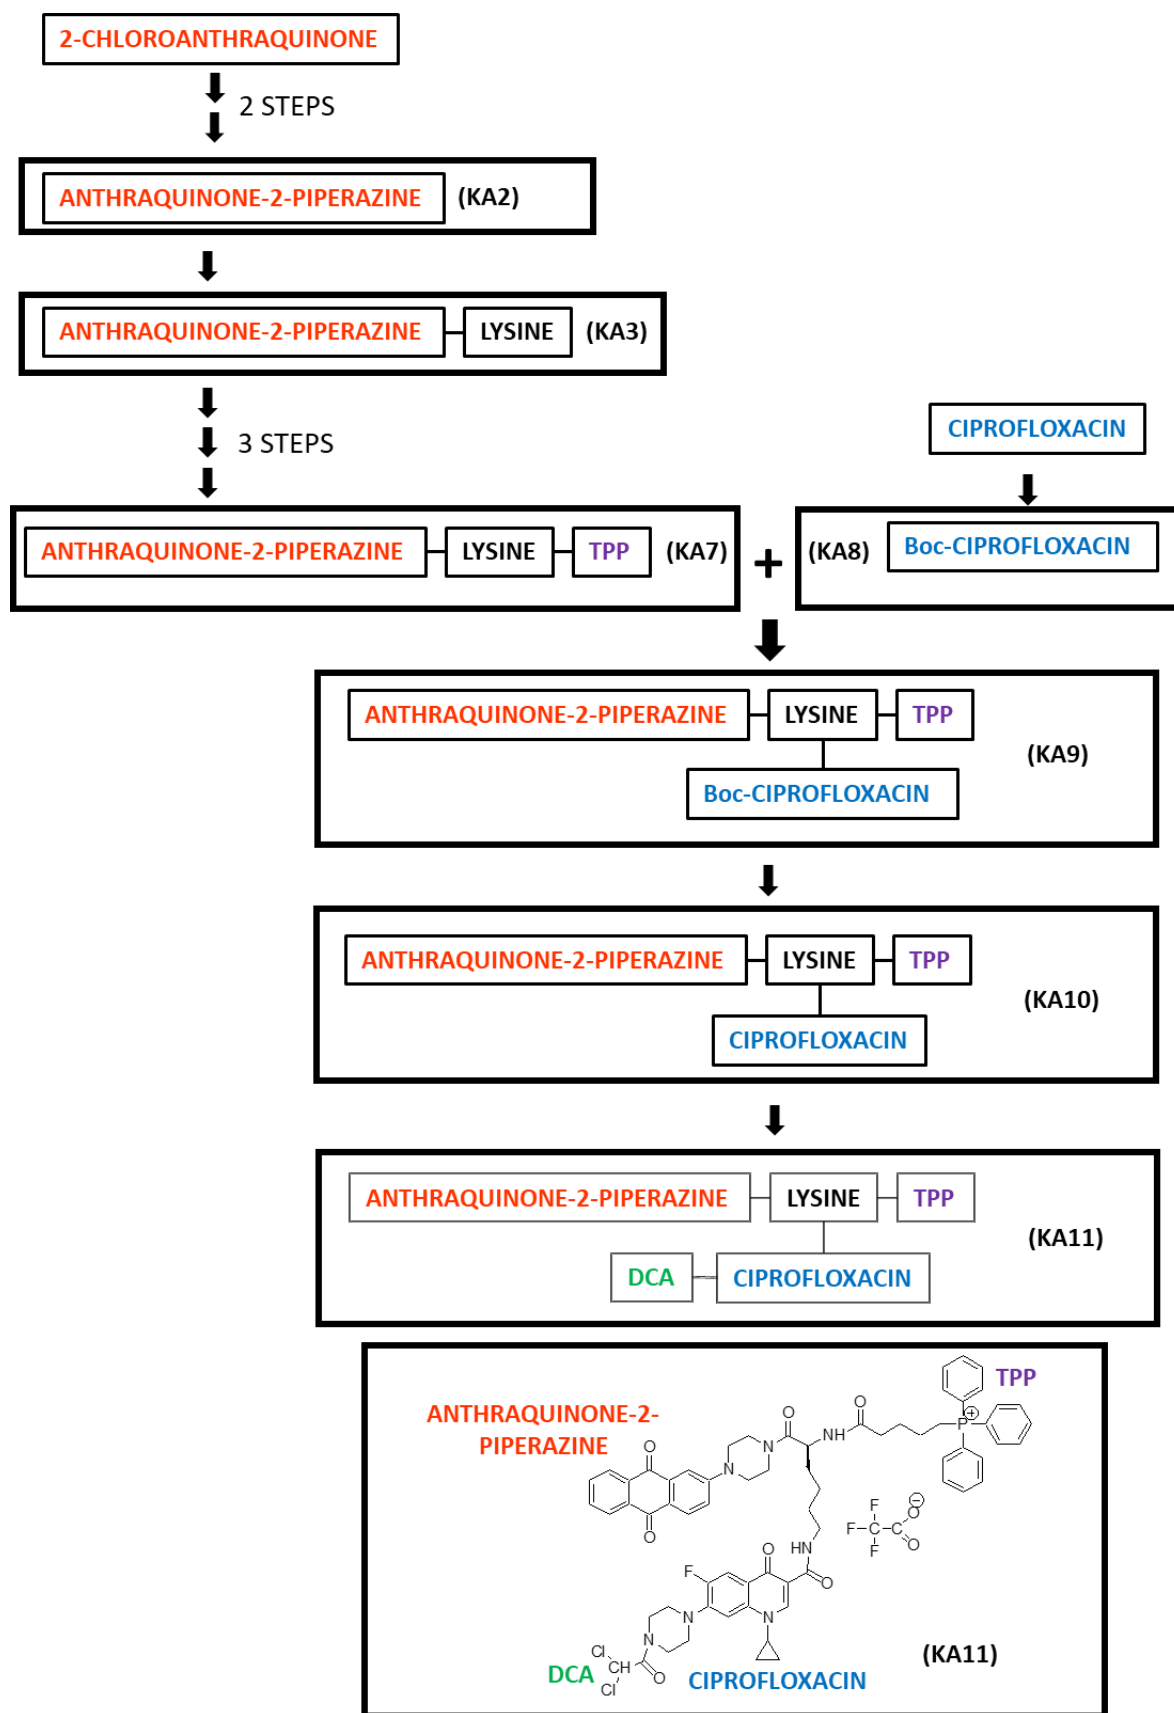 2-CHLOROANTHRAQUINONE
2 STEPS
ANTHRAQUINONE-2-PIPERAZINE (KA2)
ANTHRAQUINONE-2-PIPERAZINE LYSINE (KA3)
3 STEPS
CIPROFLOXACIN
ANTHRAQUINONE-2-PIPERAZINE LYSINE TPP (KA7) + (KA8) Boc-CIPROFLOXACIN
ANTHRAQUINONE-2-PIPERAZINE LYSINE TPP
(KA9)
Boc-CIPROFLOXACIN
ANTHRAQUINONE-2-PIPERAZINE LYSINE TPP
(KA10)
CIPROFLOXACIN
ANTHRAQUINONE-2-PIPERAZINE LYSINE TPP
(KA11)
DCA CIPROFLOXACIN
TPP
ANTHRAQUINONE-2-
PIPERAZINE
O O
P+
NH
N
O
N
O
F O−
F C C
F O
HN
O
F O
O
N N
N
Cl
CH O
Cl
(KA11)
DCA CIPROFLOXACIN